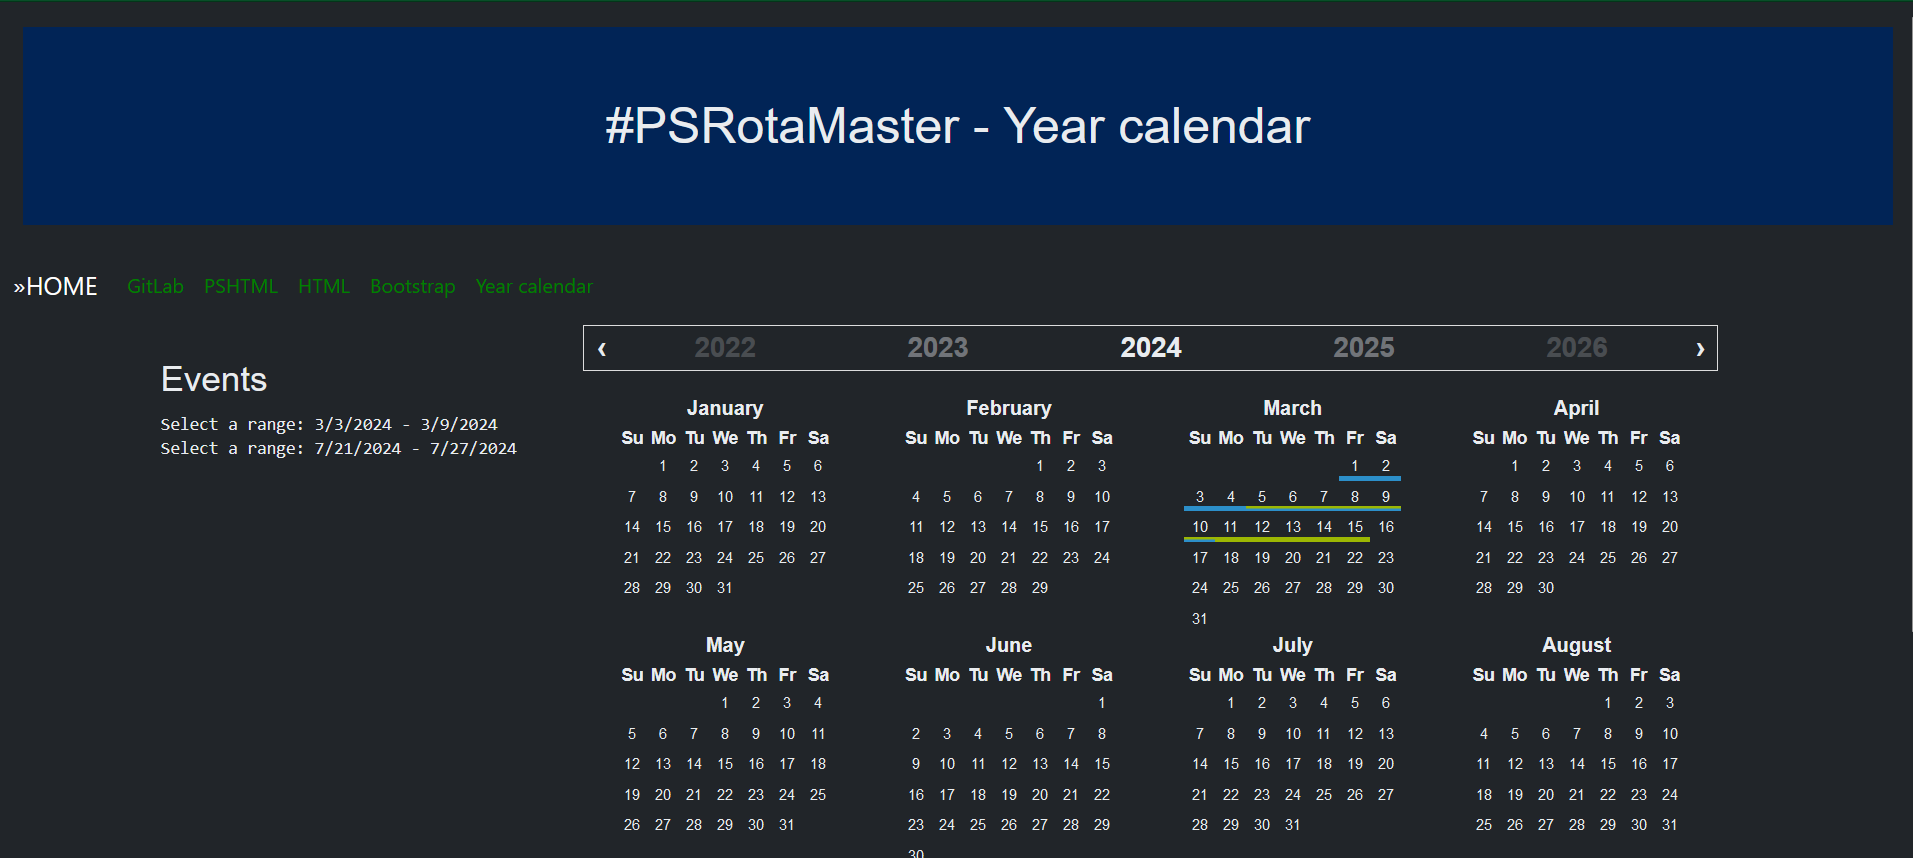 #PSRotaMaster - Year calendar
»HOME GitLab PSHTML HTML Bootstrap Year calendar
‹ 2022 2023 2024 2025 2026 ›
Events
Select a range: 3/3/2024 - 3/9/2024
Select a range: 7/21/2024 - 7/27/2024
January
Su Mo Tu We Th Fr Sa
1 2 3 4 5 6
7 8 9 10 11 12 13
14 15 16 17 18 19 20
21 22 23 24 25 26 27
28 29 30 31
February
Su Mo Tu We Th Fr Sa
1 2 3
4 5 6 7 8 9 10
11 12 13 14 15 16 17
18 19 20 21 22 23 24
25 26 27 28 29
March
Su Mo Tu We Th Fr Sa
1 2
3 4 5 6 7 8 9
10 11 12 13 14 15 16
17 18 19 20 21 22 23
24 25 26 27 28 29 30
31
April
Su Mo Tu We Th Fr Sa
1 2 3 4 5 6
7 8 9 10 11 12 13
14 15 16 17 18 19 20
21 22 23 24 25 26 27
28 29 30
May
Su Mo Tu We Th Fr Sa
1 2 3 4
5 6 7 8 9 10 11
12 13 14 15 16 17 18
19 20 21 22 23 24 25
26 27 28 29 30 31
June
Su Mo Tu We Th Fr Sa
1
2 3 4 5 6 7 8
9 10 11 12 13 14 15
16 17 18 19 20 21 22
23 24 25 26 27 28 29
30
July
Su Mo Tu We Th Fr Sa
1 2 3 4 5 6
7 8 9 10 11 12 13
14 15 16 17 18 19 20
21 22 23 24 25 26 27
28 29 30 31
August
Su Mo Tu We Th Fr Sa
1 2 3
4 5 6 7 8 9 10
11 12 13 14 15 16 17
18 19 20 21 22 23 24
25 26 27 28 29 30 31